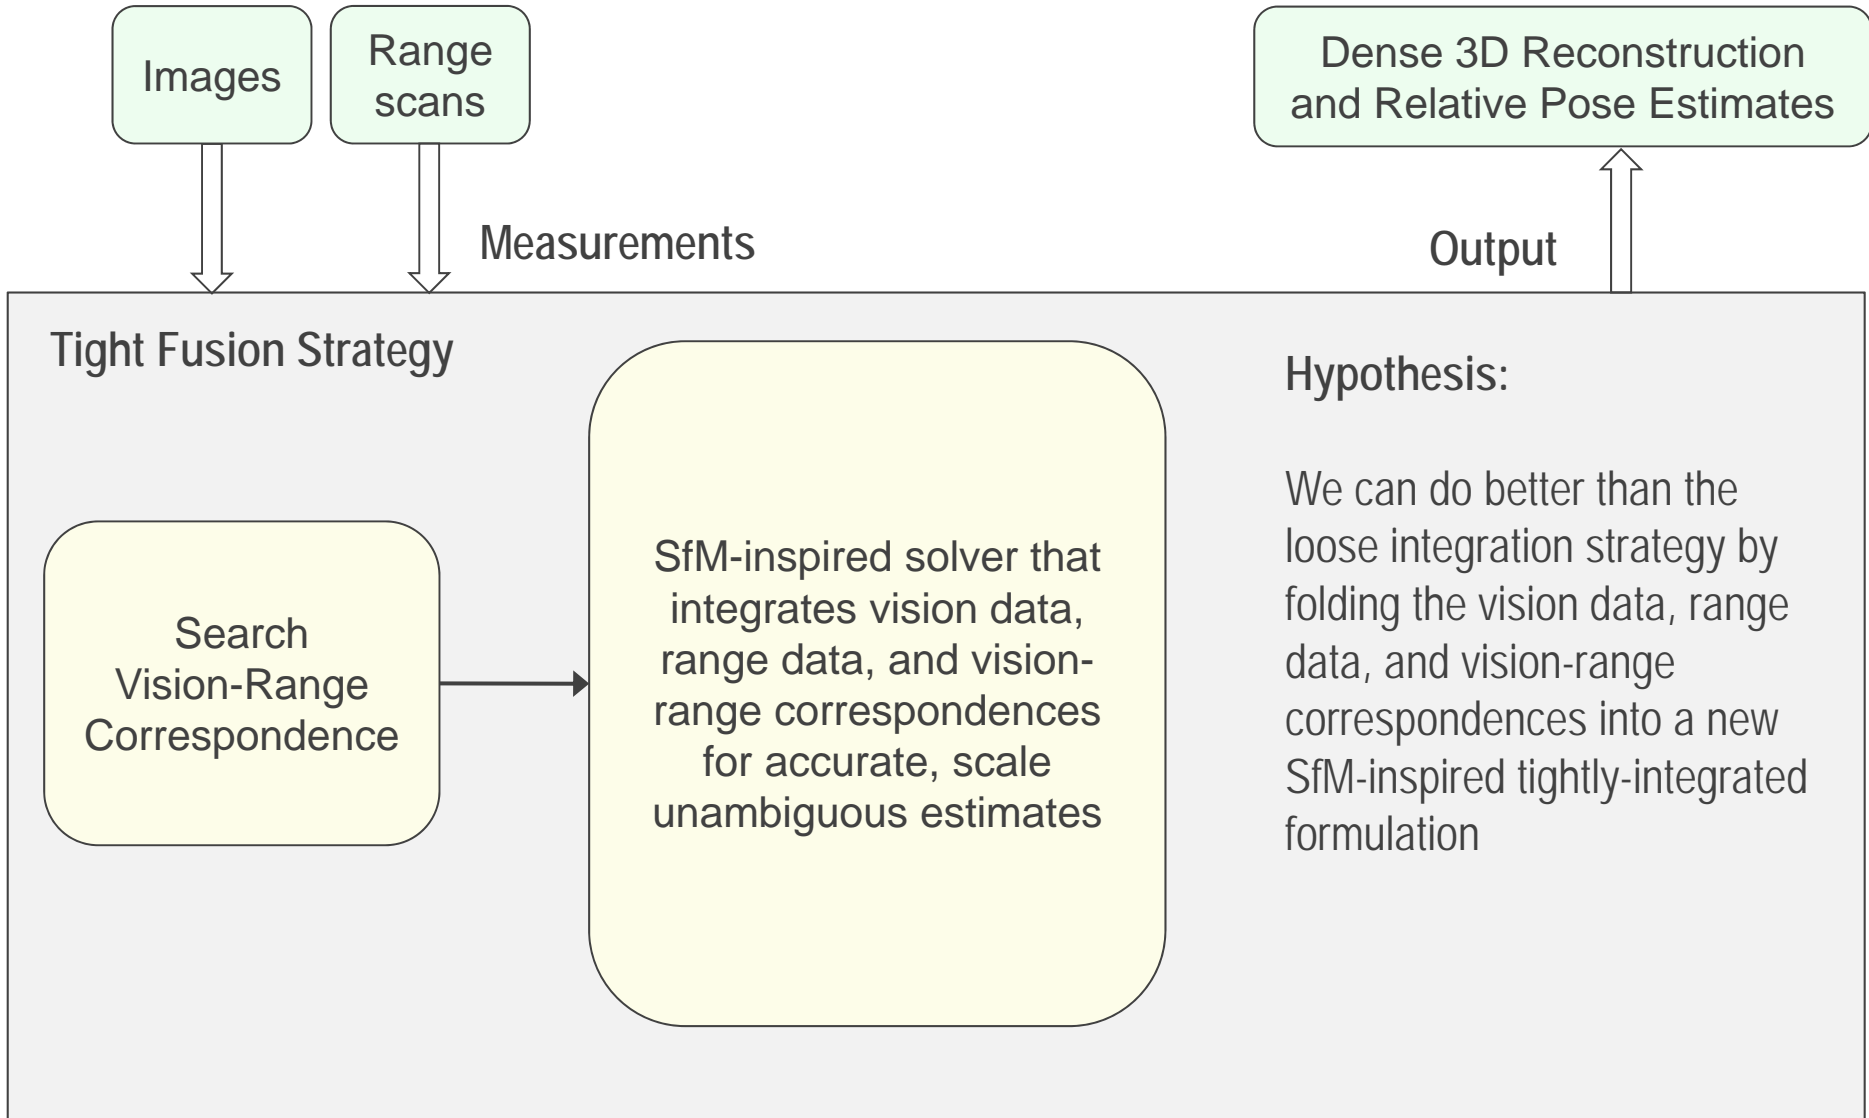 Images
Range
scans
Dense 3D Reconstruction
and Relative Pose Estimates
Measurements
Output
Tight Fusion Strategy
Search
Vision-Range
Correspondence
SfM-inspired solver that
integrates vision data,
range data, and vision-
range correspondences
for accurate, scale
unambiguous estimates
Hypothesis:
We can do better than the
loose integration strategy by
folding the vision data, range
data, and vision-range
correspondences into a new
SfM-inspired tightly-integrated
formulation